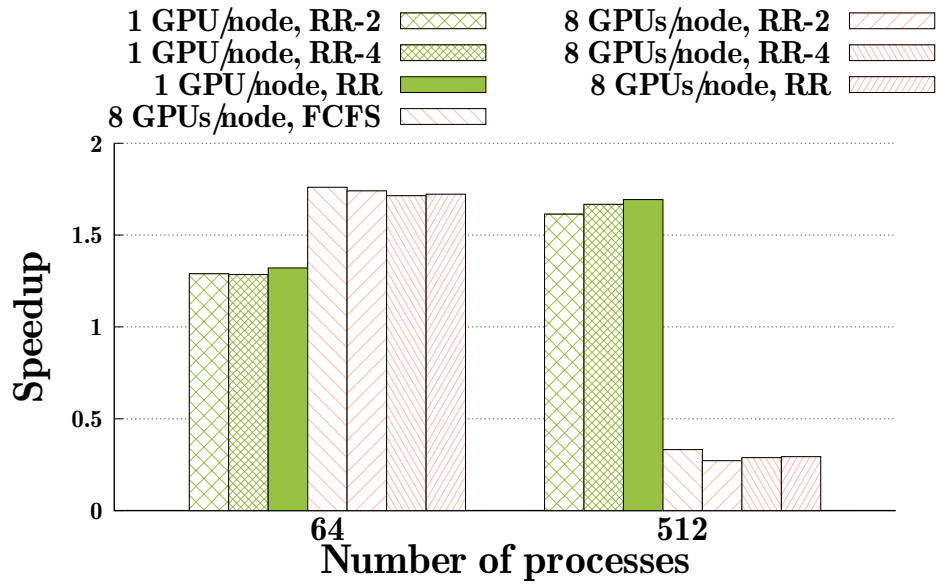 1 GPU/node, RR-2
1 GPU/node, RR-4
1 GPU/node, RR
8 GPUs/node, FCFS
8 GPUs/node, RR-2
8 GPUs/node, RR-4
8 GPUs/node, RR
2
1.5
1
0.5
0
Speedup
64
512
Number of processes